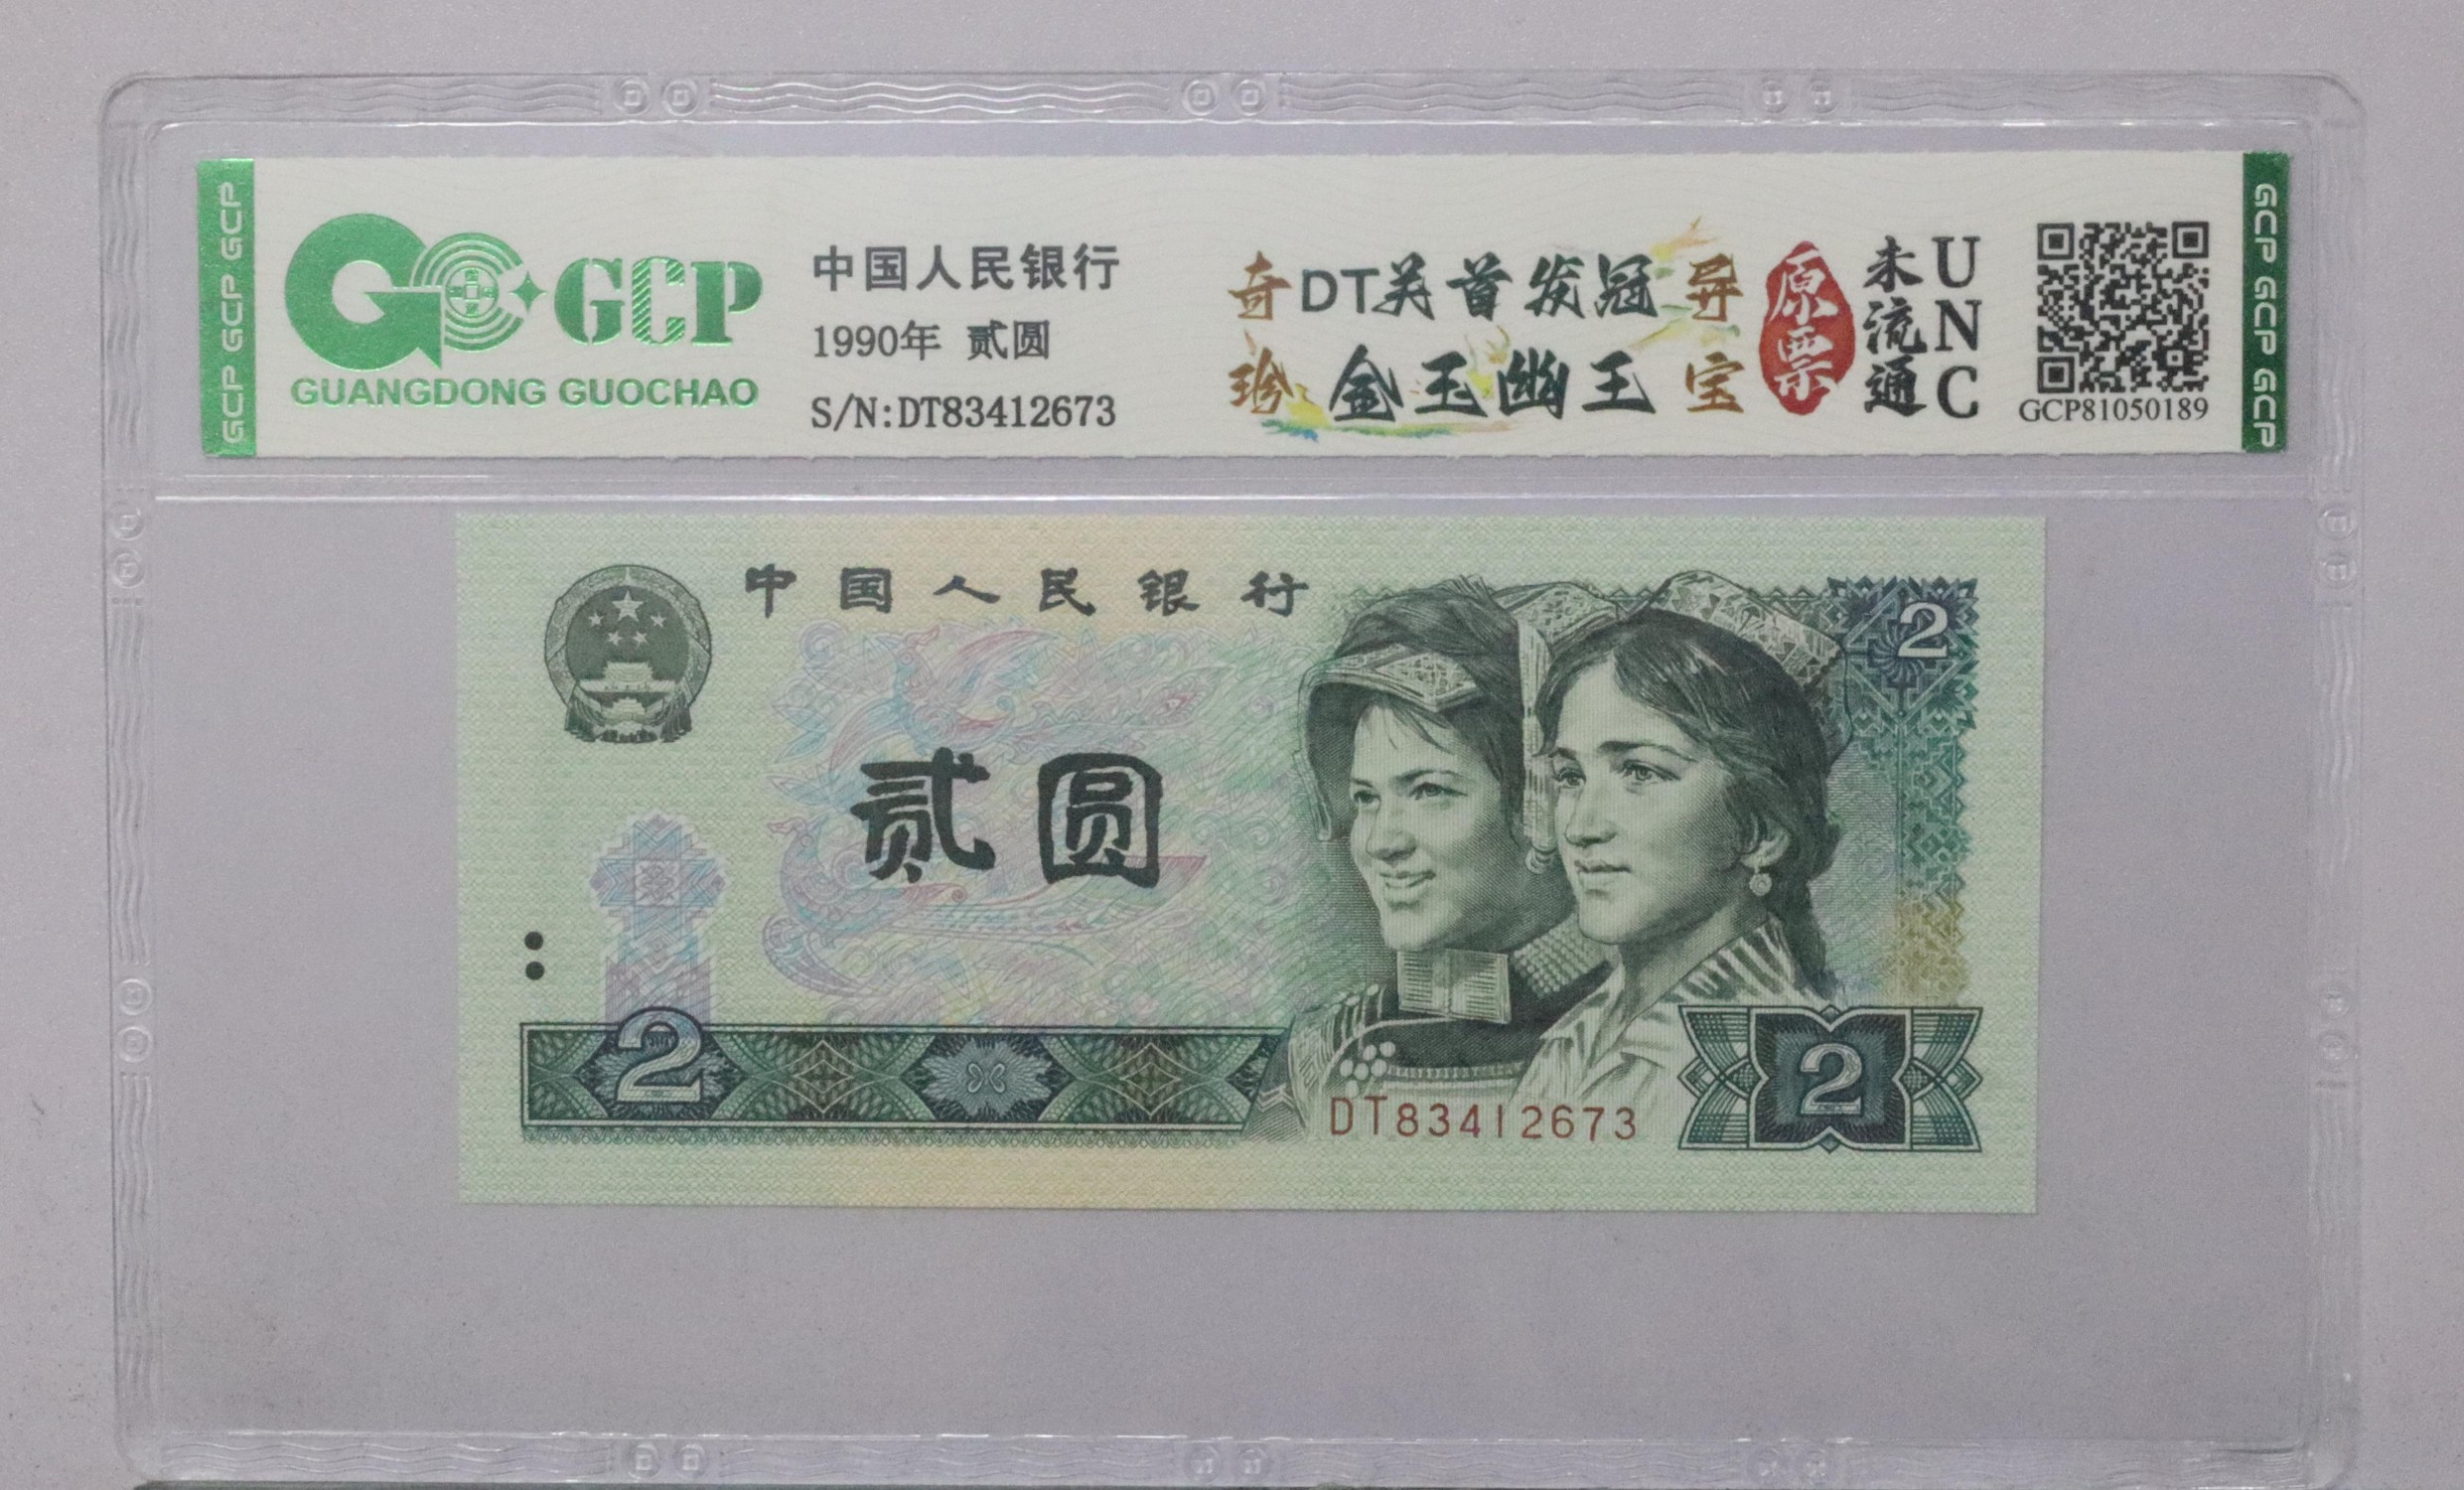 GCP GCP GCP
GCP
GUANGDONG GUOCHAO
中国人民银行
1990年 贰圆
S/N:DT83412673
奇珍
DT关首发冠
金玉幽王
异宝
原票
未流通
UNC
GCP81050189
GCP GCP GCP
中国人民银行
2
贰圆
2
2
DT83412673